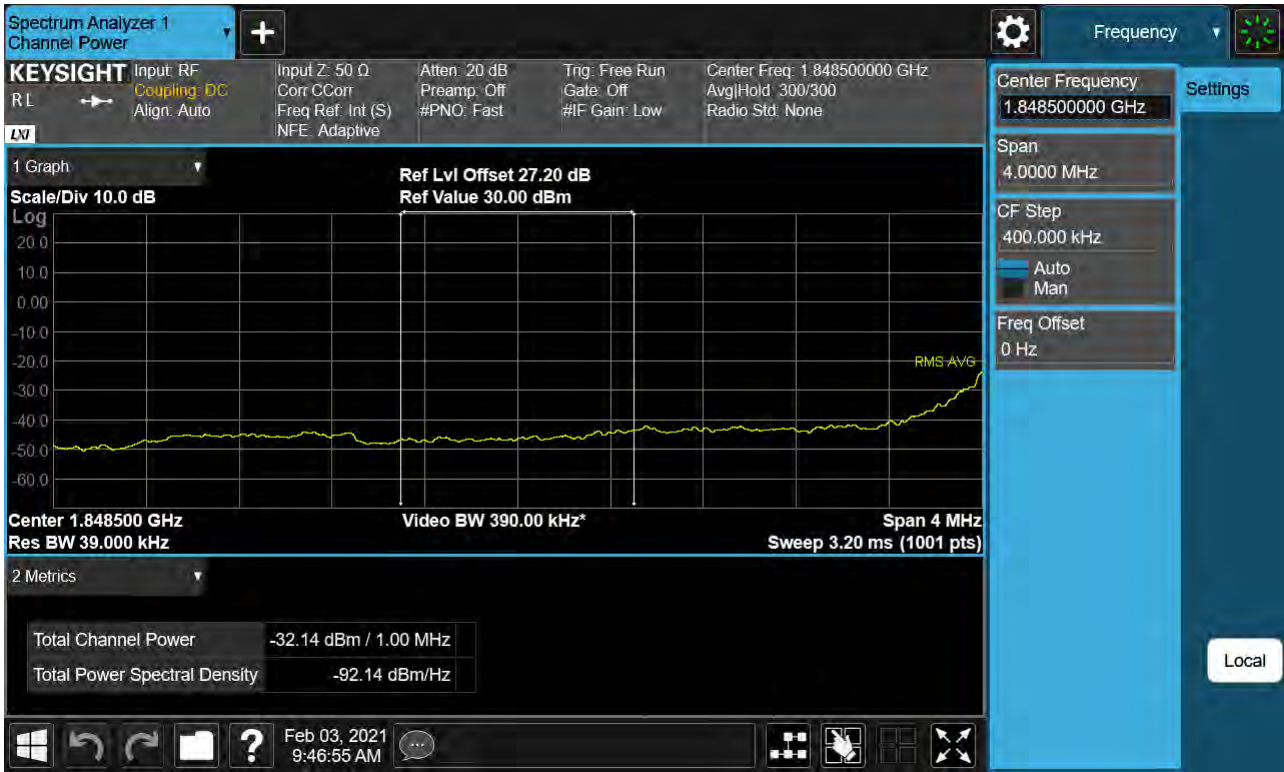 Spectrum Analyzer 1
Channel Power
+
Frequency
KEYSIGHT
RL
LXI
Input: RF
Coupling: DC
Align: Auto
Input Z: 50 Ω
Corr CCorr
Freq Ref: Int (S)
NFE: Adaptive
Atten: 20 dB
Preamp: Off
#PNO: Fast
Trig: Free Run
Gate: Off
#IF Gain: Low
Center Freq: 1.848500000 GHz
Avg|Hold: 300/300
Radio Std: None
Center Frequency
1.848500000 GHz
Settings
Span
4.0000 MHz
CF Step
400.000 kHz
Auto
Man
Freq Offset
0 Hz
1 Graph
Scale/Div 10.0 dB
Ref Lvl Offset 27.20 dB
Ref Value 30.00 dBm
Log
20.0
10.0
0.00
-10.0
-20.0
-30.0
-40.0
-50.0
-60.0
RMS AVG
Center 1.848500 GHz
Res BW 39.000 kHz
Video BW 390.00 kHz*
Span 4 MHz
Sweep 3.20 ms (1001 pts)
2 Metrics
Total Channel Power -32.14 dBm / 1.00 MHz
Total Power Spectral Density -92.14 dBm/Hz
Local
?
Feb 03, 2021
9:46:55 AM